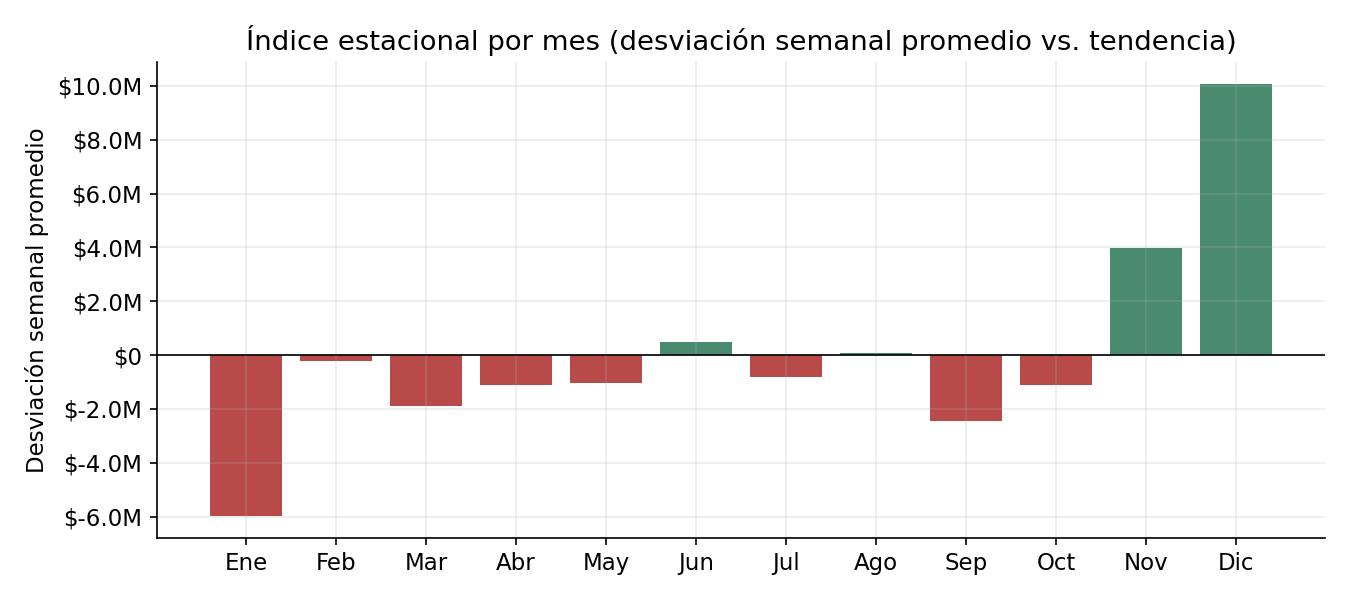 Índice estacional por mes (desviación semanal promedio vs. tendencia)
Desviación semanal promedio
$10.0M
$8.0M
$6.0M
$4.0M
$2.0M
$0
$-2.0M
$-4.0M
$-6.0M
Ene Feb Mar Abr May Jun Jul Ago Sep Oct Nov Dic